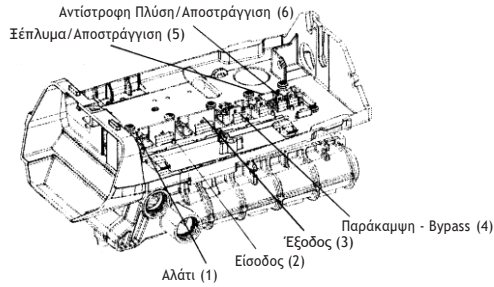 Αντίστροφη Πλύση/Αποστράγγιση (6)
Ξέπλυμα/Αποστράγγιση (5)
Παράκαμψη - Bypass (4)
Έξοδος (3)
Είσοδος (2)
Αλάτι (1)